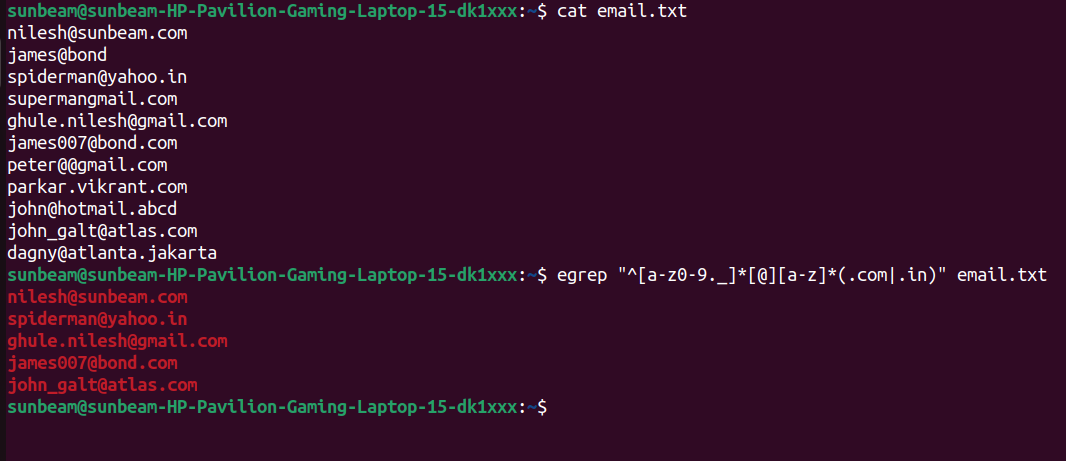 sunbeam@sunbeam-HP-Pavilion-Gaming-Laptop-15-dk1xxx:~$ cat email.txt
nilesh@sunbeam.com
james@bond
spiderman@yahoo.in
supermangmail.com
ghule.nilesh@gmail.com
james007@bond.com
peter@@gmail.com
parkar.vikrant.com
john@hotmail.abcd
john_galt@atlas.com
dagny@atlanta.jakarta
sunbeam@sunbeam-HP-Pavilion-Gaming-Laptop-15-dk1xxx:~$ egrep "^[a-z0-9._]*[@][a-z]*(.com|.in)" email.txt
nilesh@sunbeam.com
spiderman@yahoo.in
ghule.nilesh@gmail.com
james007@bond.com
john_galt@atlas.com
sunbeam@sunbeam-HP-Pavilion-Gaming-Laptop-15-dk1xxx:~$